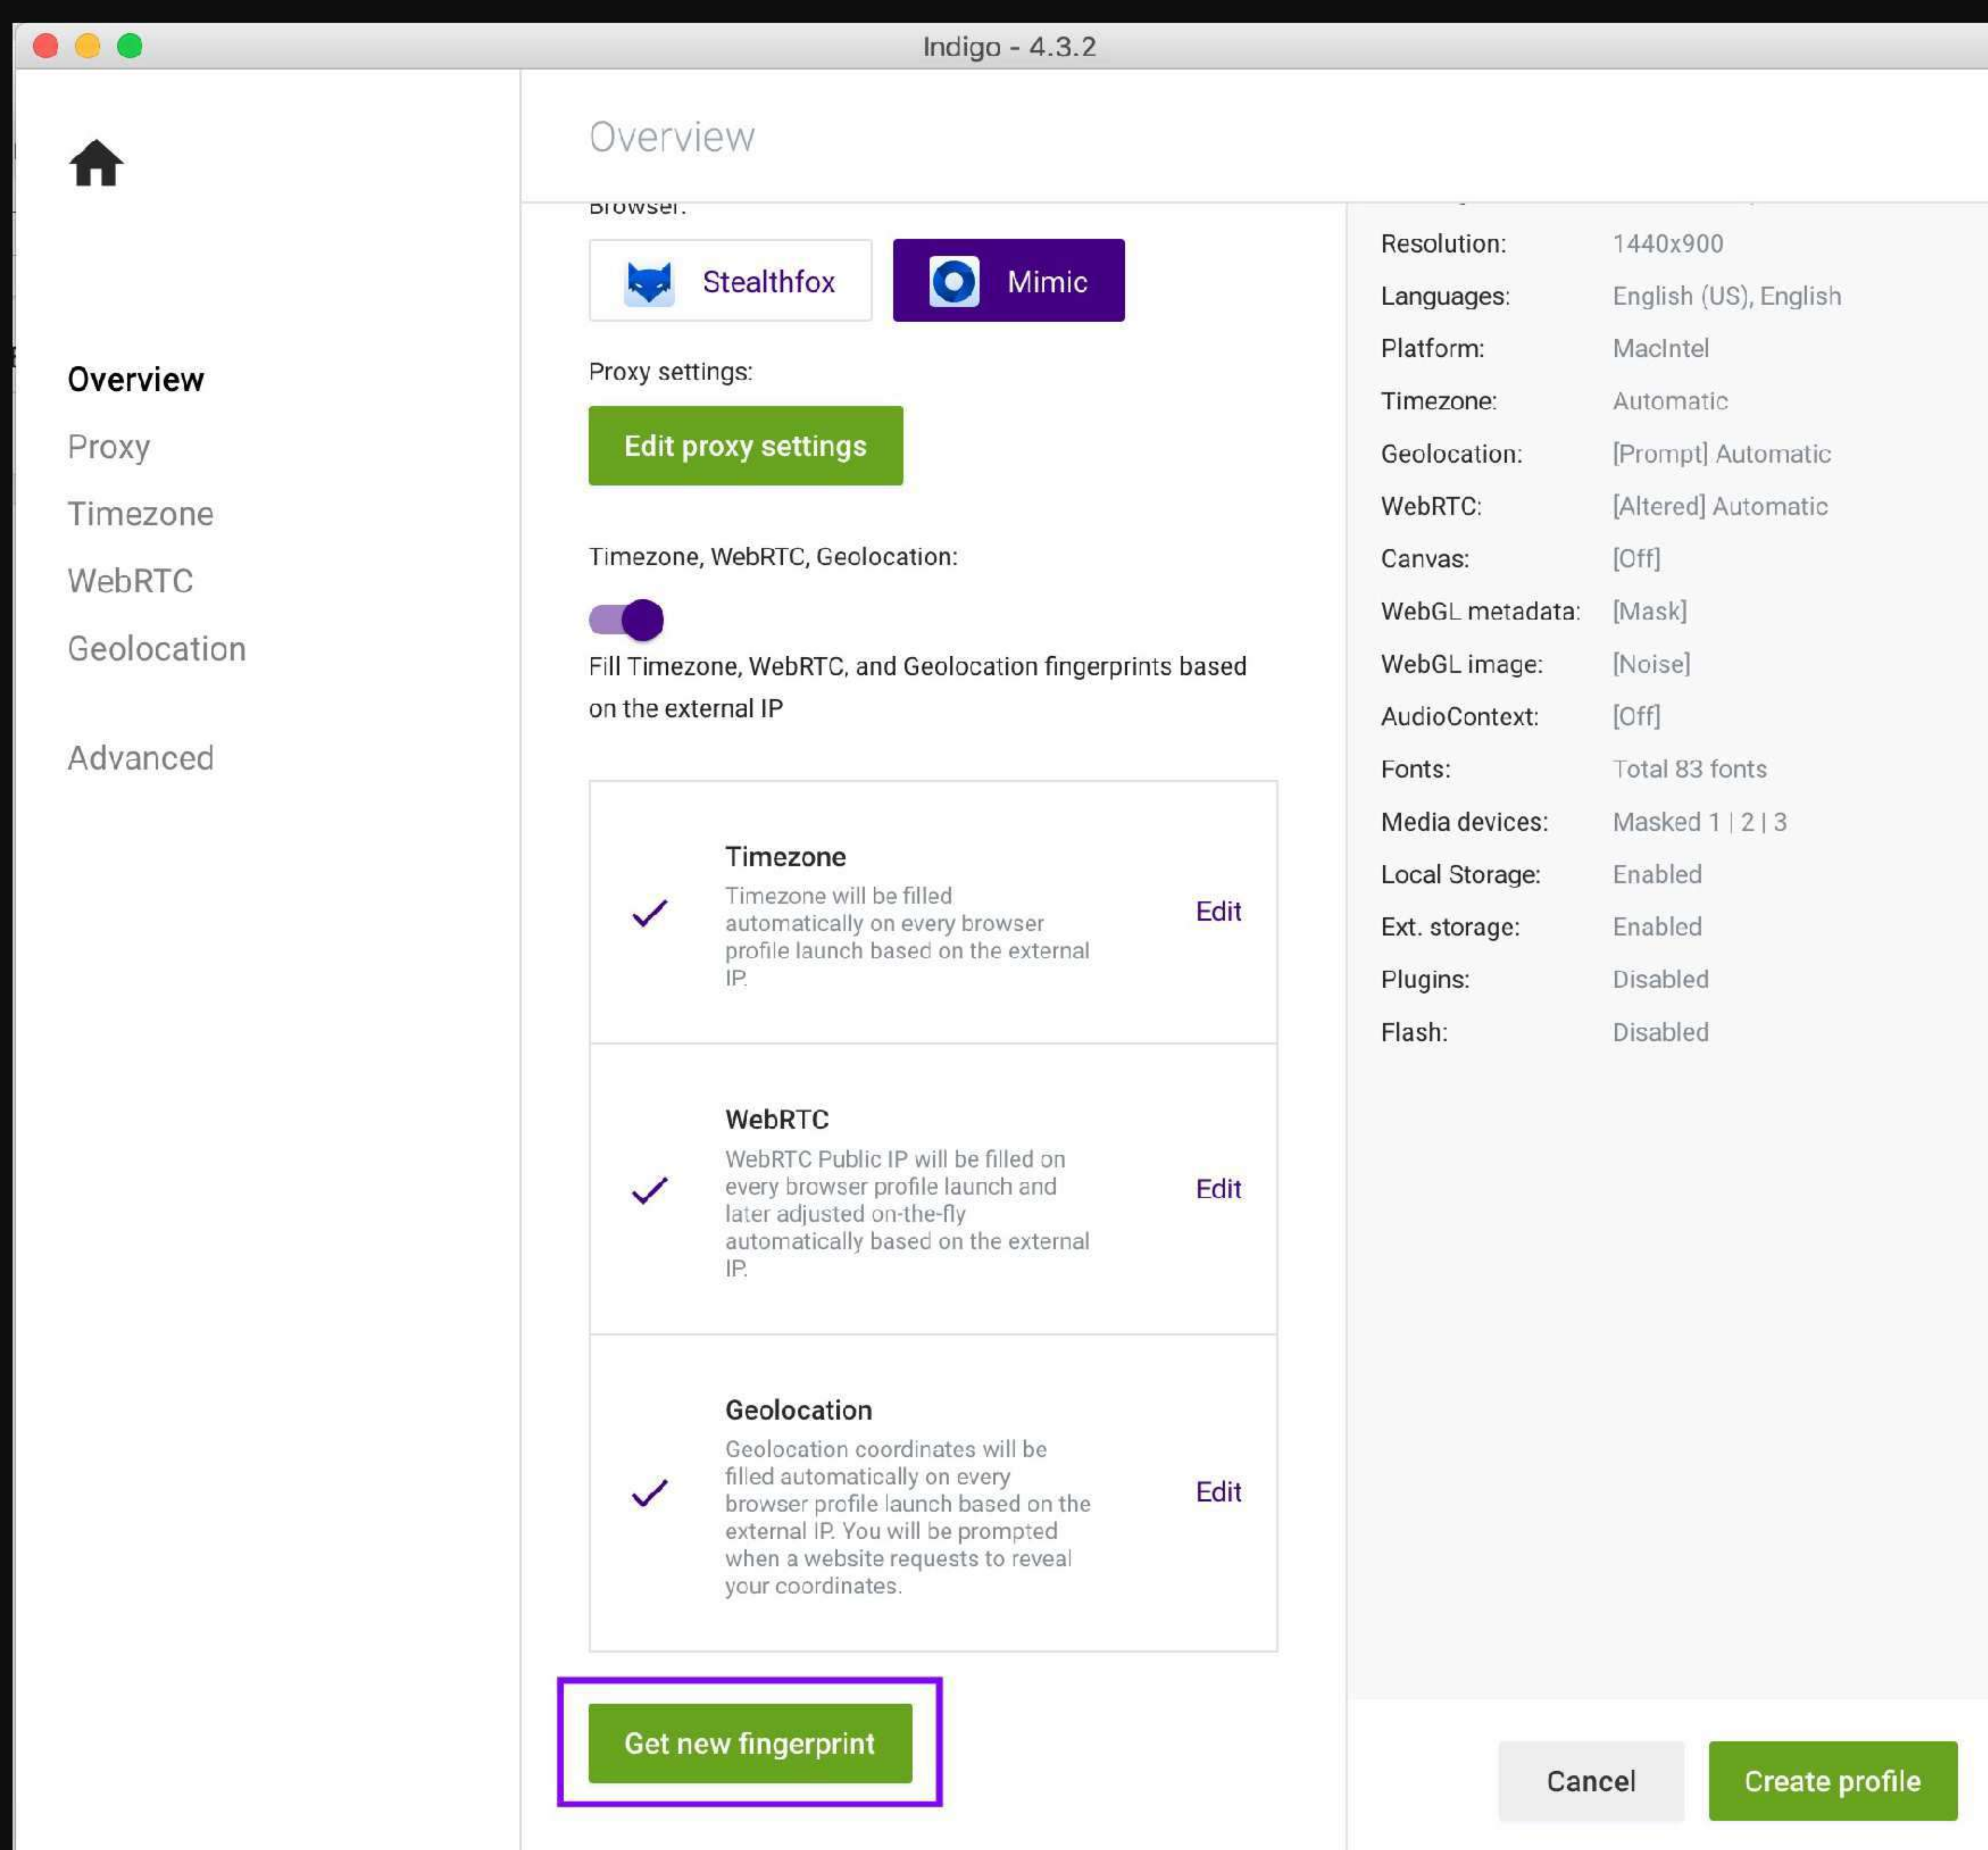 Indigo - 4.3.2
Overview
Proxy
Timezone
WebRTC
Geolocation
Advanced
Overview
Browser:
Stealthfox
Mimic
Proxy settings:
Edit proxy settings
Timezone, WebRTC, Geolocation:
Fill Timezone, WebRTC, and Geolocation fingerprints based
on the external IP
Timezone
Timezone will be filled
automatically on every browser
profile launch based on the external
IP.
Edit
WebRTC
WebRTC Public IP will be filled on
every browser profile launch and
later adjusted on-the-fly
automatically based on the external
IP.
Edit
Geolocation
Geolocation coordinates will be
filled automatically on every
browser profile launch based on the
external IP. You will be prompted
when a website requests to reveal
your coordinates.
Edit
Get new fingerprint
Resolution: 1440x900
Languages: English (US), English
Platform: MacIntel
Timezone: Automatic
Geolocation: [Prompt] Automatic
WebRTC: [Altered] Automatic
Canvas: [Off]
WebGL metadata: [Mask]
WebGL image: [Noise]
AudioContext: [Off]
Fonts: Total 83 fonts
Media devices: Masked 1 | 2 | 3
Local Storage: Enabled
Ext. storage: Enabled
Plugins: Disabled
Flash: Disabled
Cancel
Create profile